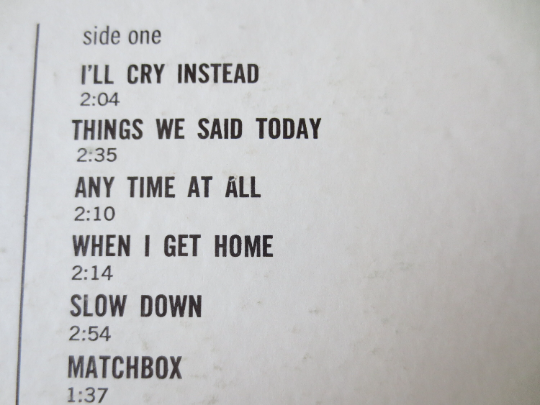 side one
I'LL CRY INSTEAD
2:04
THINGS WE SAID TODAY
2:35
ANY TIME AT ALL
2:10
WHEN I GET HOME
2:14
SLOW DOWN
2:54
MATCHBOX
1:37